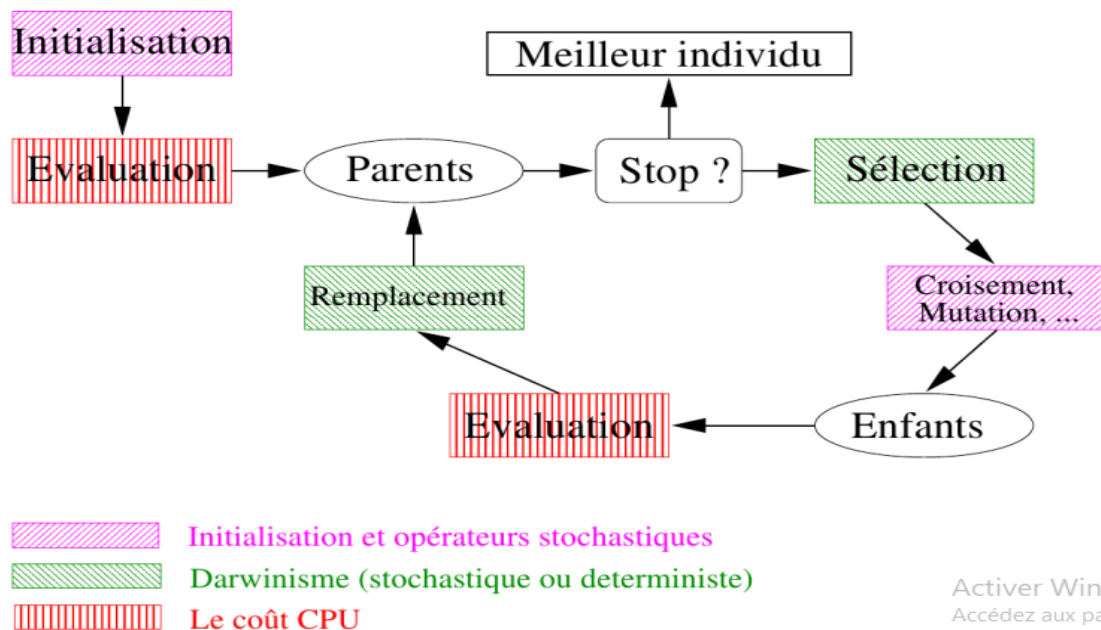 Initialisation
Meilleur individu
Evaluation
Parents
Stop ?
Sélection
Remplacement
Croisement,
Mutation, ...
Evaluation
Enfants
Initialisation et opérateurs stochastiques
Darwinisme (stochastique ou deterministe)
Le coût CPU
Activer Win
Accédez aux pa